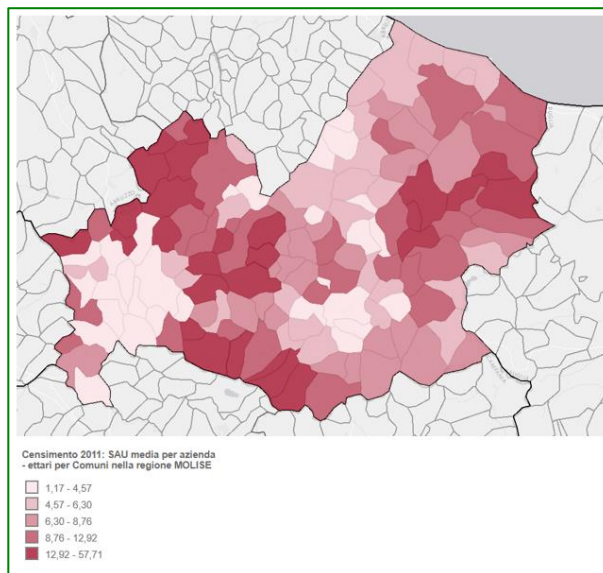 ABRUZZO
Censimento 2011: SAU media per azienda
- ettari per Comuni nella regione MOLISE
1,17 - 4,57
4,57 - 6,30
6,30 - 8,76
8,76 - 12,92
12,92 - 57,71